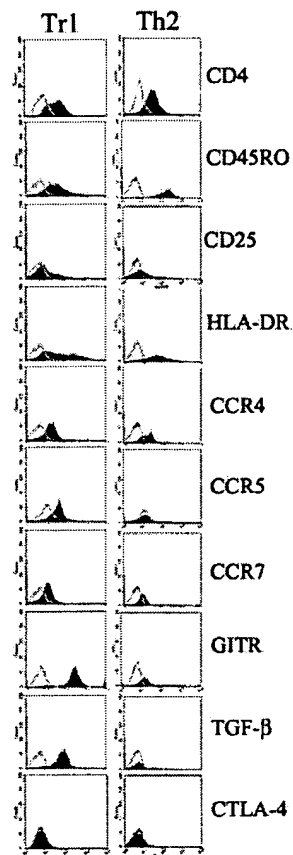 Tr1 Th2
CD4
CD45RO
CD25
HLA-DR
CCR4
CCR5
CCR7
GITR
TGF-β
CTLA-4